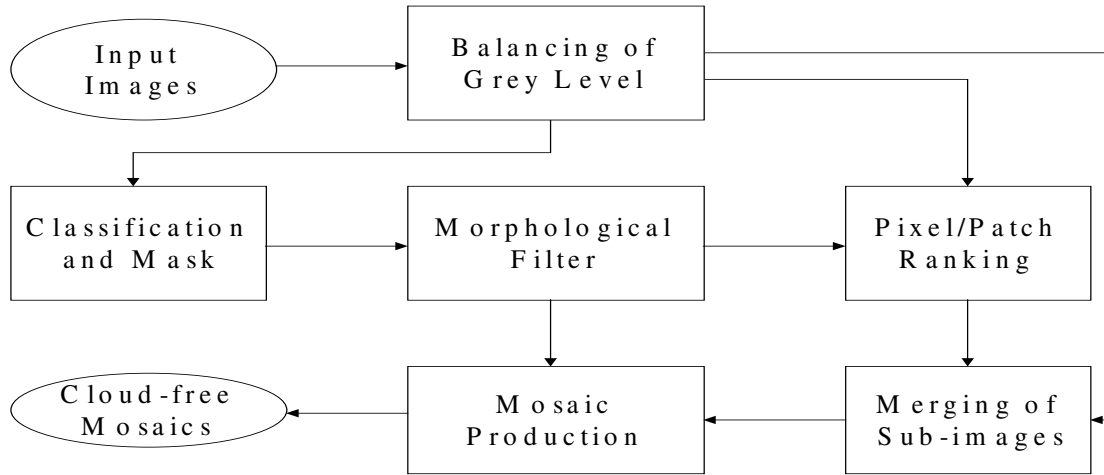 Input
Images
Balancing of
Grey Level
Classification
and Mask
Morphological
Filter
Pixel/Patch
Ranking
Cloud-free
Mosaics
Mosaic
Production
Merging of
Sub-images